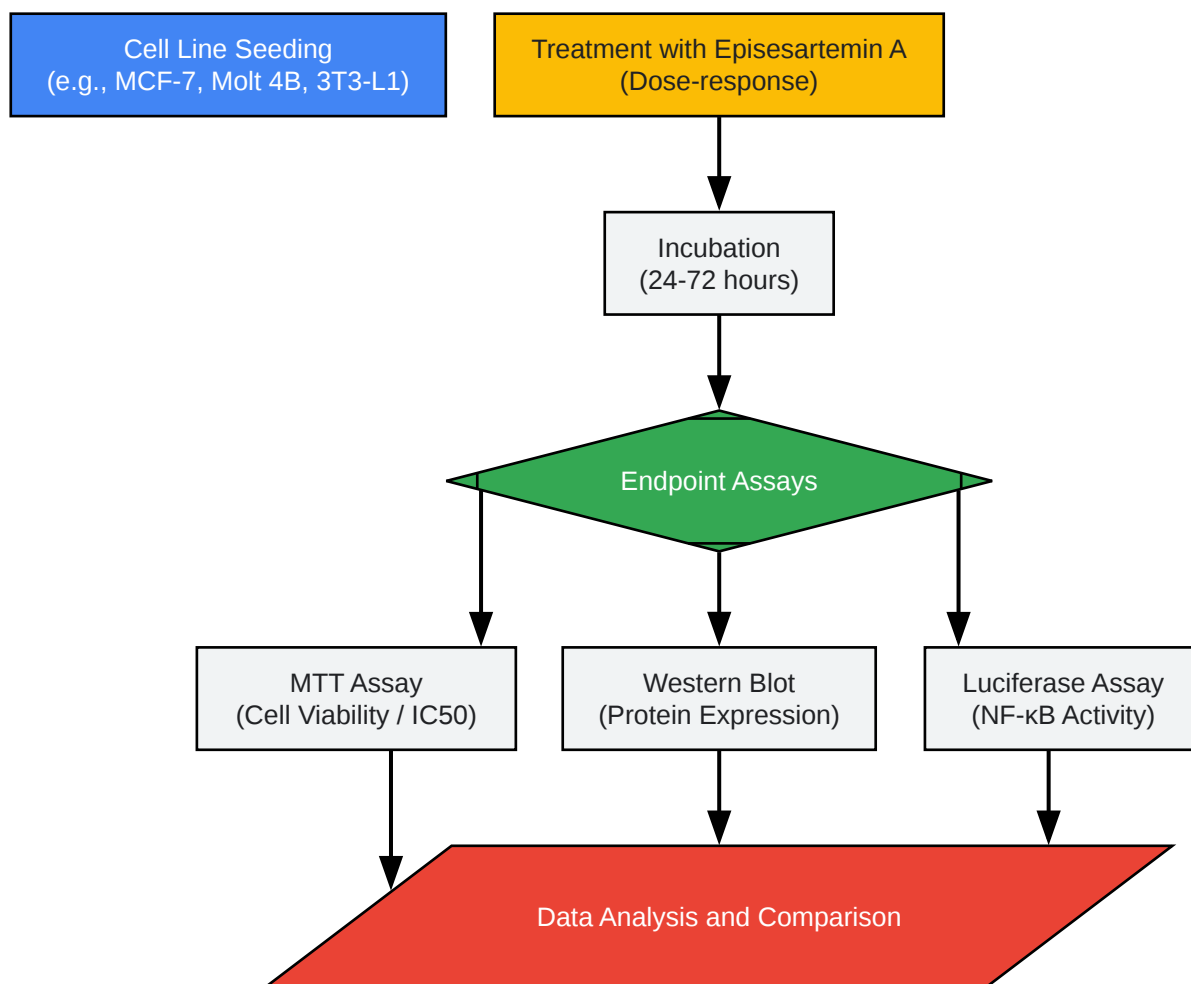 Cell Line Seeding
(e.g., MCF-7, Molt 4B, 3T3-L1)
Treatment with Episesartemin A
(Dose-response)
Incubation
(24-72 hours)
Endpoint Assays
MTT Assay
(Cell Viability / IC50)
Western Blot
(Protein Expression)
Luciferase Assay
(NF-κB Activity)
Data Analysis and Comparison